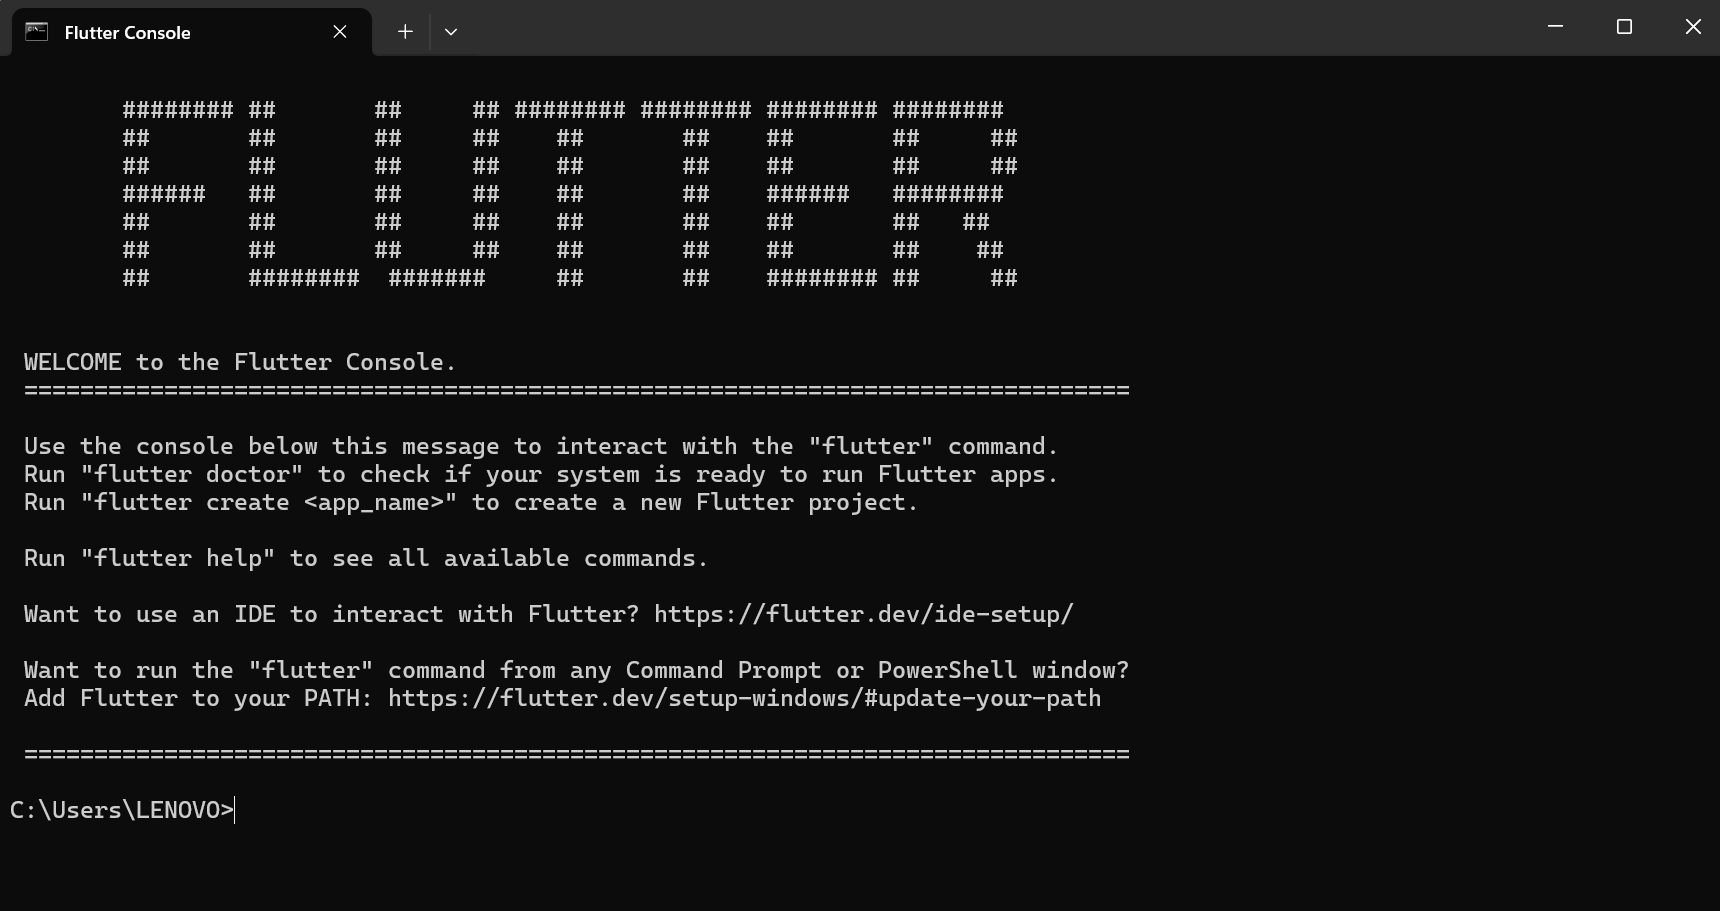 Flutter Console
######## ##       ##     ## ######## ######## ######## ########
##       ##       ##     ##    ##       ##    ##       ##     ##
##       ##       ##     ##    ##       ##    ##       ##     ##
######   ##       ##     ##    ##       ##    ######   ########
##       ##       ##     ##    ##       ##    ##       ##   ##
##       ##       ##     ##    ##       ##    ##       ##    ##
##       ########  #######     ##       ##    ######## ##     ##
WELCOME to the Flutter Console.
===============================================================================
Use the console below this message to interact with the "flutter" command.
Run "flutter doctor" to check if your system is ready to run Flutter apps.
Run "flutter create <app_name>" to create a new Flutter project.
Run "flutter help" to see all available commands.
Want to use an IDE to interact with Flutter? https://flutter.dev/ide-setup/
Want to run the "flutter" command from any Command Prompt or PowerShell window?
Add Flutter to your PATH: https://flutter.dev/setup-windows/#update-your-path
===============================================================================
C:\Users\LENOVO>